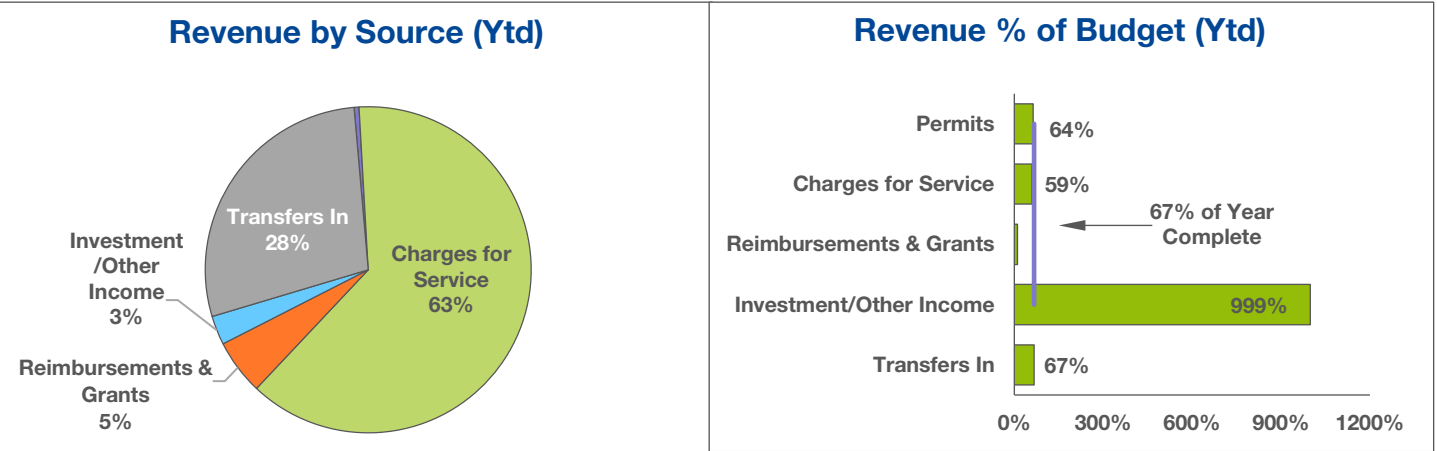 Revenue by Source (Ytd)
Transfers In
28%
Investment
/Other
Income
3%
Charges for
Service
63%
Reimbursements &
Grants
5%
Revenue % of Budget (Ytd)
Permits
64%
Charges for Service
59%
67% of Year
Complete
Reimbursements & Grants
Investment/Other Income
999%
Transfers In
67%
0% 300% 600% 900% 1200%